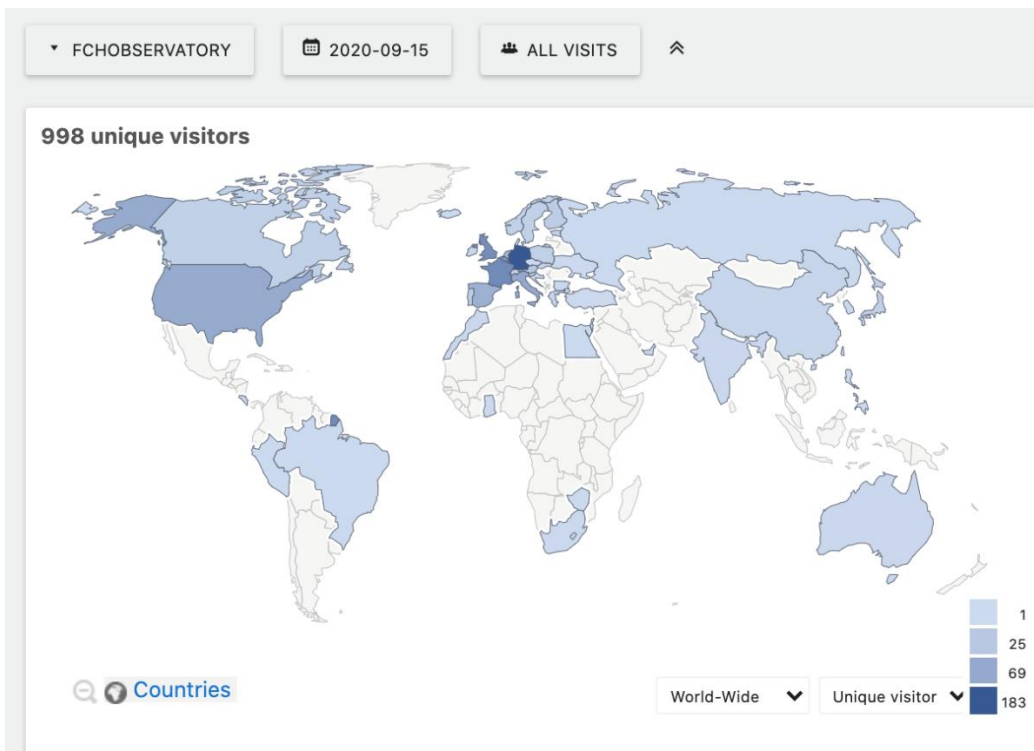 FCHOBSERVATORY 2020-09-15 ALL VISITS
998 unique visitors
1
25
69
183
Countries World-Wide Unique visitor